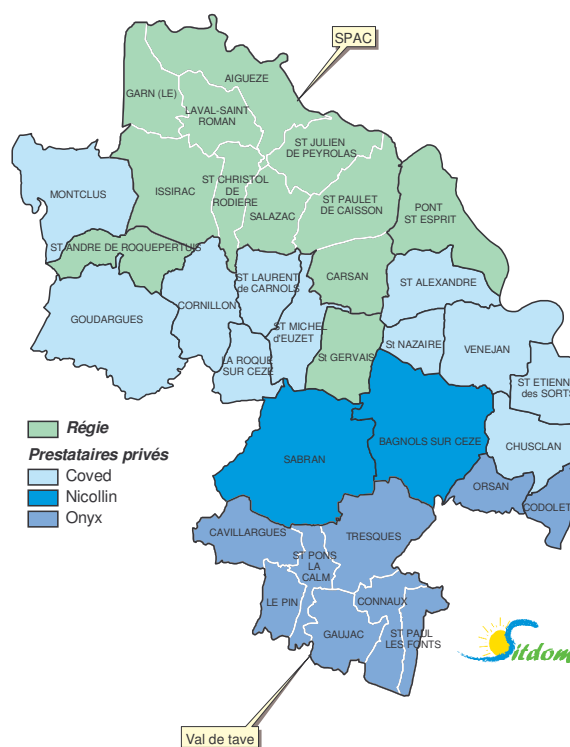 SPAC
AIGUEZE
GARN (LE)
LAVAL-SAINT
ROMAN
ST JULIEN
DE PEYROLAS
MONTCLUS
ISSIRAC
ST CHRISTOL
DE
RODIERE
SALAZAC
ST PAULET
DE CAISSON
PONT
ST ESPRIT
ST ANDRE DE ROQUEPERTUIS
CARSAN
ST LAURENT
de CARNOLS
ST ALEXANDRE
CORNILLON
GOUDARGUES
ST MICHEL
d'EUZET
St NAZAIRE
VENEJAN
LA ROQUE
SUR CEZE
St GERVAIS
ST ETIENNE
des SORTS
CHUSCLAN
BAGNOLS SUR CEZE
SABRAN
ORSAN
CODOLET
Régie
Prestataires privés
Coved
Nicollin
Onyx
CAVILLARGUES
TRESQUES
ST PONS
LA
CALM
LE PIN
CONNAUX
GAUJAC
ST PAUL
LES FONTS
Sitdom
Val de tave